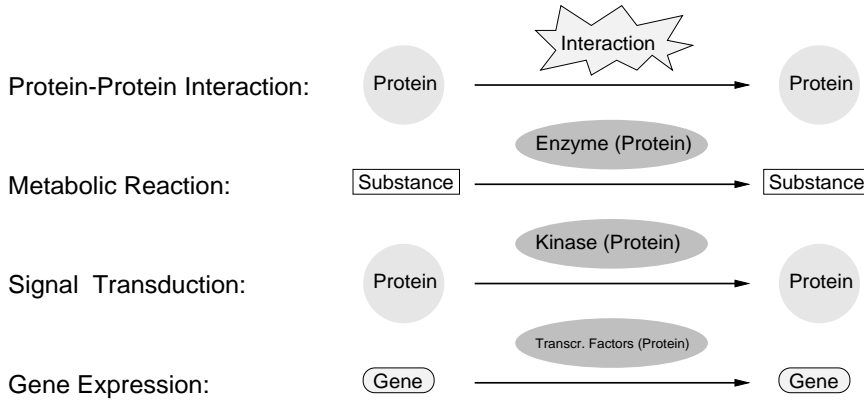 Interaction
Protein-Protein Interaction: Protein Protein
Enzyme (Protein)
Metabolic Reaction: Substance Substance
Kinase (Protein)
Signal Transduction: Protein Protein
Transcr. Factors (Protein)
Gene Expression: Gene Gene